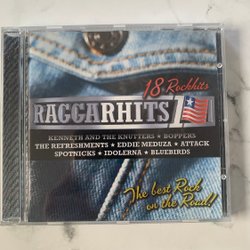 18 Rockhits
RAGGARHITS 1
KENNETH AND THE KNUTTERS ★ BOPPERS
THE REFRESHMENTS ★ EDDIE MEDUZA ★ ATTACK
SPOTNICKS ★ IDOLERNA ★ BLUEBIRDS
The best Rock
on the Road!!